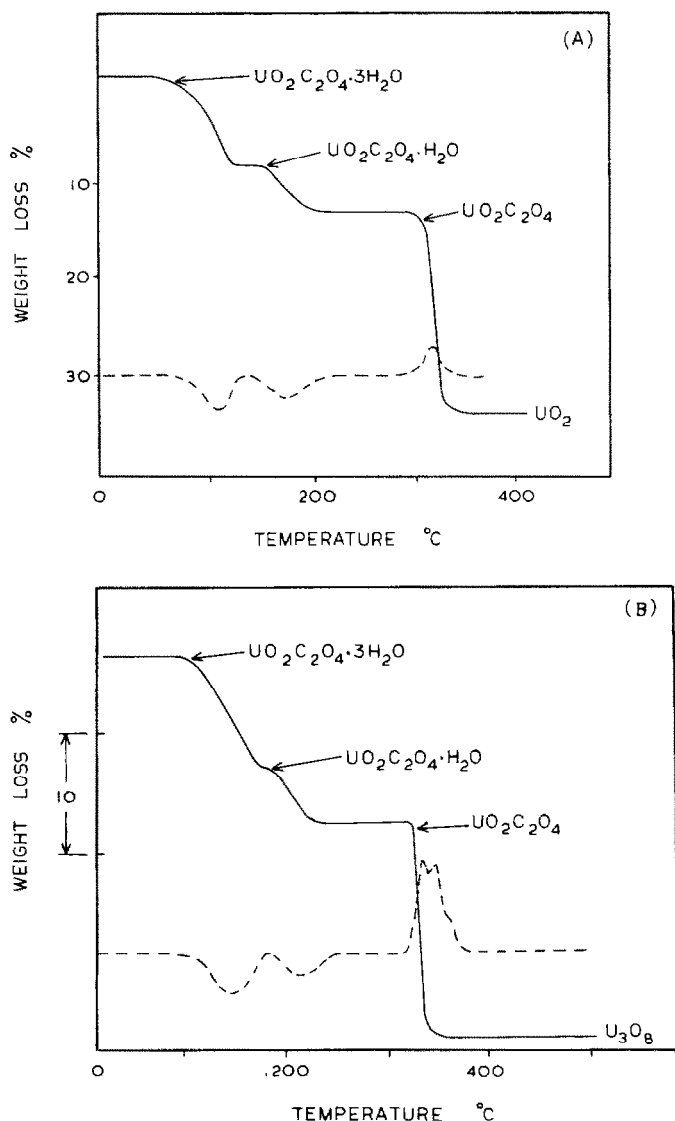 (A)
UO₂C₂O₄·3H₂O
UO₂C₂O₄·H₂O
UO₂C₂O₄
UO₂
WEIGHT LOSS %
10
20
30
0
200
400
TEMPERATURE °C
(B)
UO₂C₂O₄·3H₂O
UO₂C₂O₄·H₂O
UO₂C₂O₄
U₃O₈
WEIGHT LOSS %
10
0
.200
400
TEMPERATURE °C